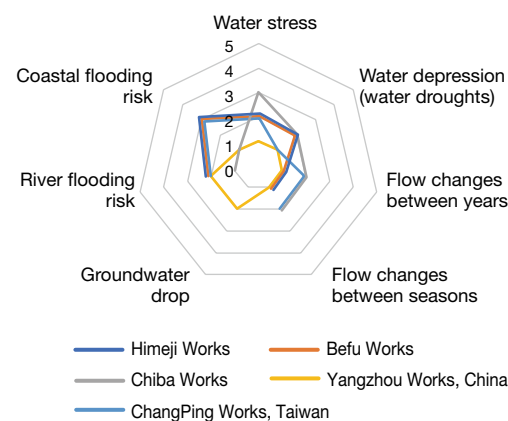 Water stress
5
4
3
2
1
0
Coastal flooding
risk
Water depression
(water droughts)
River flooding
risk
Flow changes
between years
Groundwater
drop
Flow changes
between seasons
Himeji Works
Befu Works
Chiba Works
Yangzhou Works, China
ChangPing Works, Taiwan